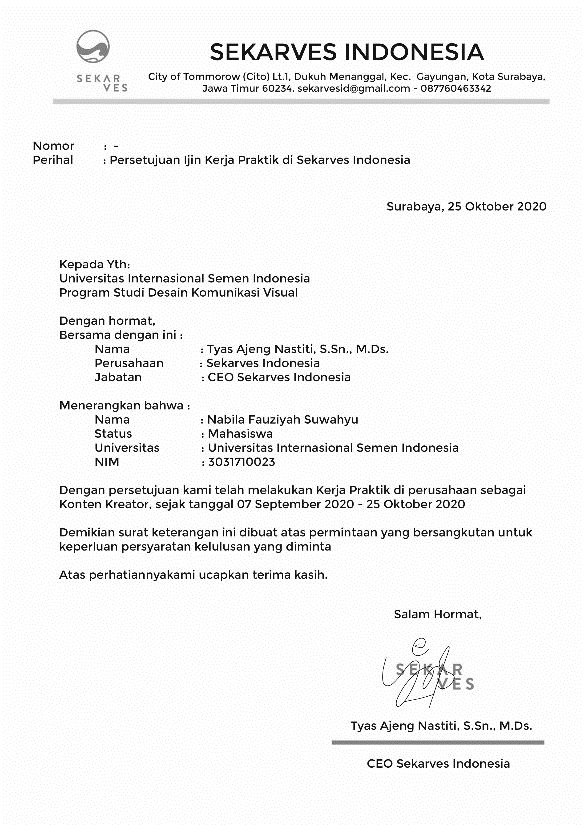 SEKAR
VES
SEKARVES INDONESIA
City of Tommorow (Cito) Lt.1, Dukuh Menanggal, Kec. Gayungan, Kota Surabaya,
Jawa Timur 60234. sekarvesid@gmail.com - 087760463342
Nomor : -
Perihal : Persetujuan Ijin Kerja Praktik di Sekarves Indonesia
Surabaya, 25 Oktober 2020
Kepada Yth:
Universitas Internasional Semen Indonesia
Program Studi Desain Komunikasi Visual
Dengan hormat,
Bersama dengan ini :
Nama : Tyas Ajeng Nastiti, S.Sn., M.Ds.
Perusahaan : Sekarves Indonesia
Jabatan : CEO Sekarves Indonesia
Menerangkan bahwa :
Nama : Nabila Fauziyah Suwahyu
Status : Mahasiswa
Universitas : Universitas Internasional Semen Indonesia
NIM : 3031710023
Dengan persetujuan kami telah melakukan Kerja Praktik di perusahaan sebagai
Konten Kreator, sejak tanggal 07 September 2020 - 25 Oktober 2020
Demikian surat keterangan ini dibuat atas permintaan yang bersangkutan untuk
keperluan persyaratan kelulusan yang diminta
Atas perhatiannyakami ucapkan terima kasih.
Salam Hormat,
SEKAR
VES
Tyas Ajeng Nastiti, S.Sn., M.Ds.
CEO Sekarves Indonesia